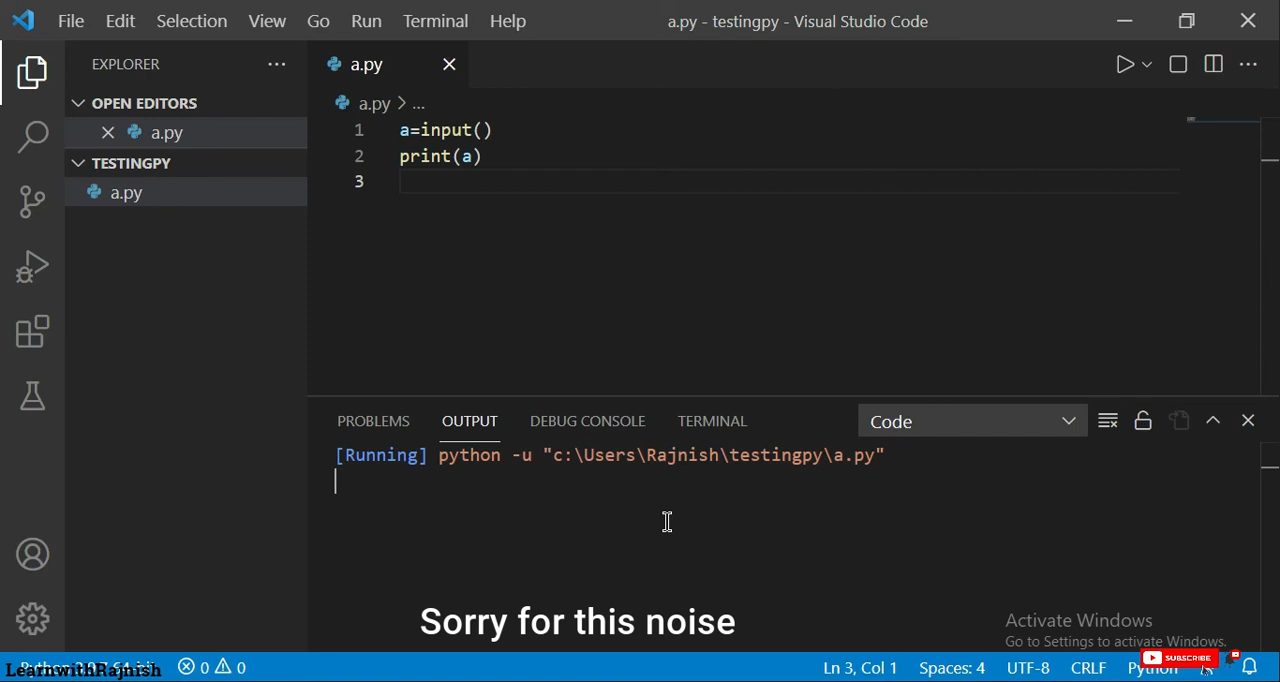 File Edit Selection View Go Run Terminal Help a.py - testingpy - Visual Studio Code
EXPLORER
a.py
OPEN EDITORS
a.py > ...
a.py
1 a=input()
TESTINGPY
2 print(a)
3
a.py
PROBLEMS OUTPUT DEBUG CONSOLE TERMINAL Code
[Running] python -u "c:\Users\Rajnish\testingpy\a.py"
Sorry for this noise
Activate Windows
Go to Settings to activate Windows.
SUBSCRIBE
LearnwithRajnish 0 0 Ln 3, Col 1 Spaces: 4 UTF-8 CRLF Python